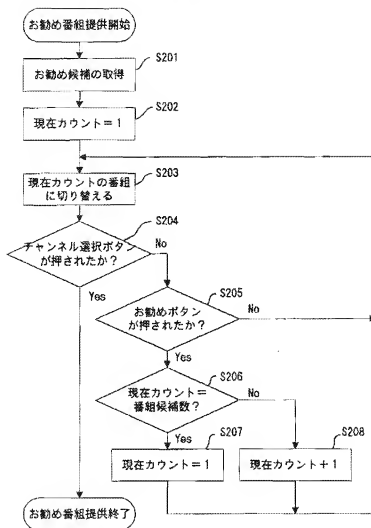 お勧め番組提供開始
S201
お勧め候補の取得
S202
現在カウント＝1
S203
現在カウントの番組
に切り替える
S204
チャンネル選択ボタン
が押されたか？
No
Yes
S205
お勧めボタン
が押されたか？
No
Yes
S206
現在カウント＝
番組候補数？
No
Yes
S207
現在カウント＝1
S208
現在カウント＋1
お勧め番組提供終了